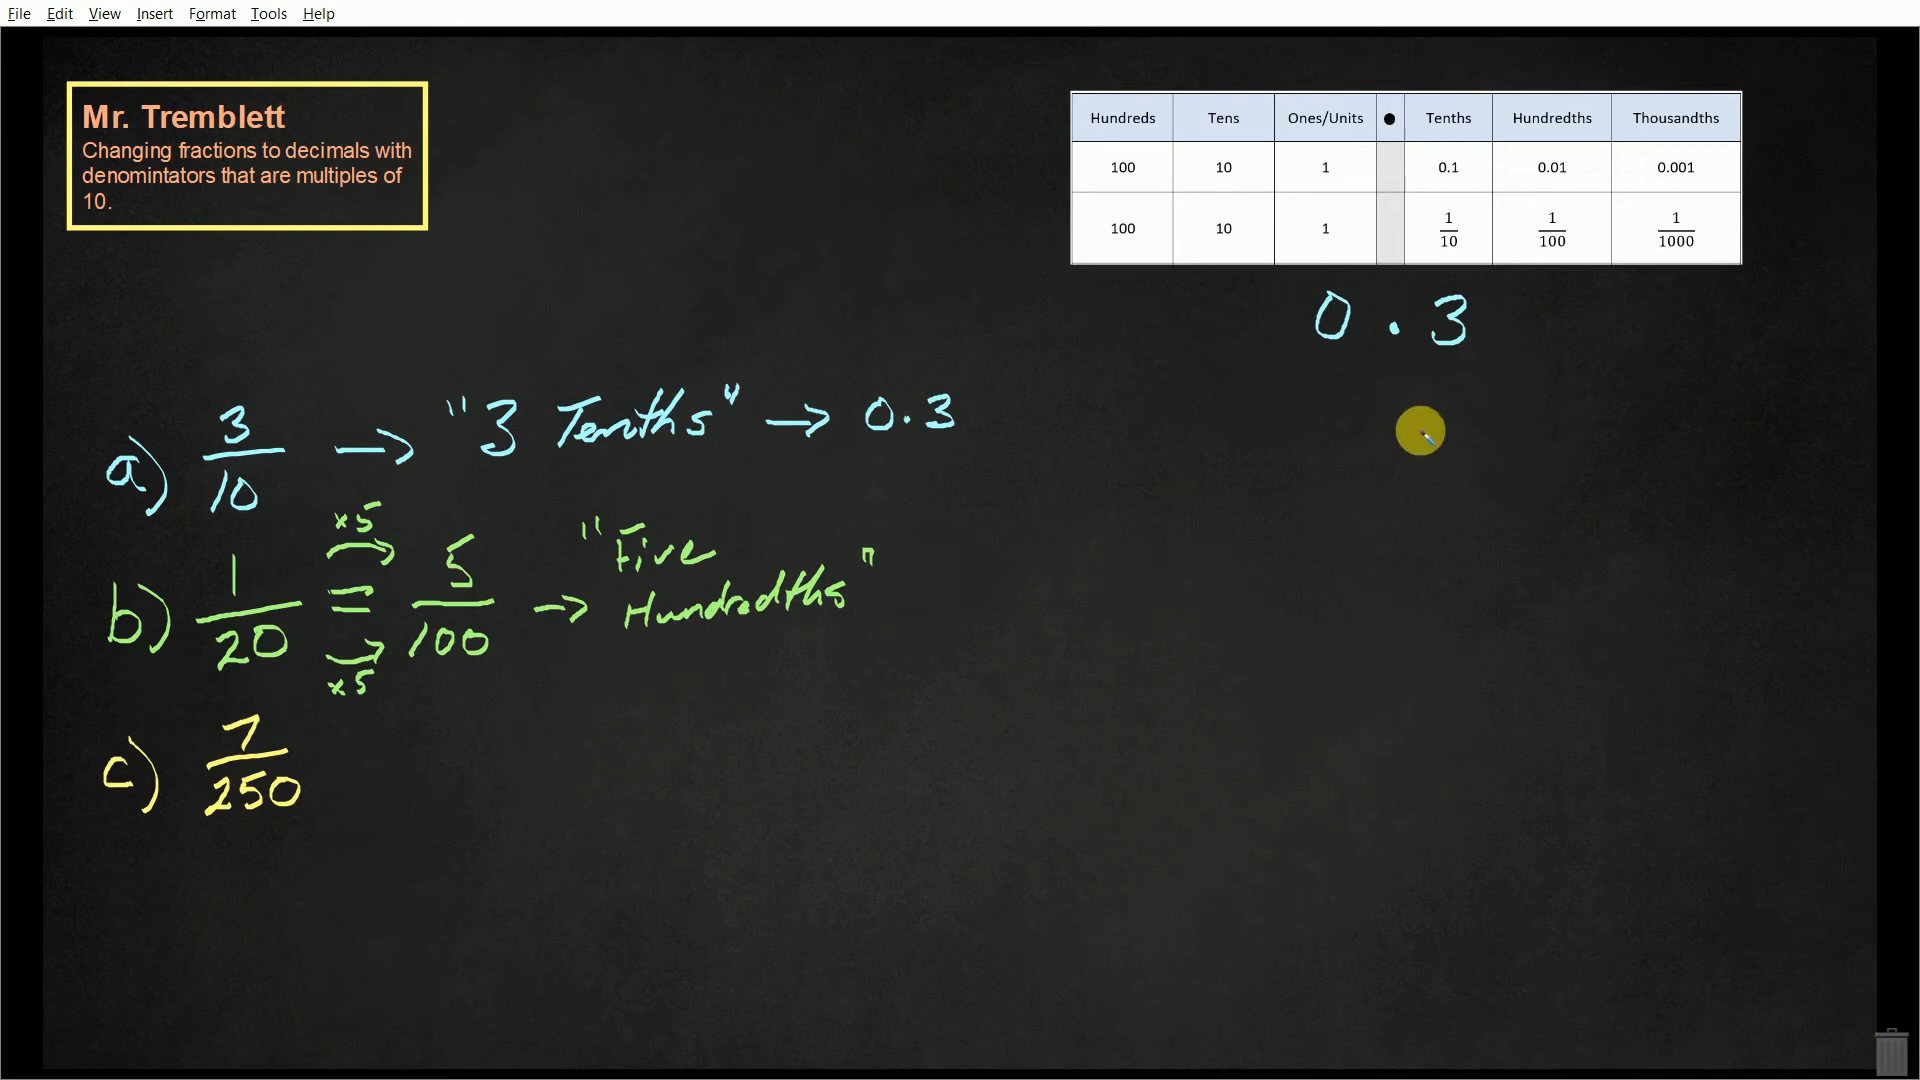 File Edit View Insert Format Tools Help
Mr. Tremblett
Changing fractions to decimals with
denomintators that are multiples of
10.
Hundreds Tens Ones/Units ● Tenths Hundredths Thousandths
100 10 1 0.1 0.01 0.001
100 10 1 1/10 1/100 1/1000
0 . 3
a) 3/10 → "3 Tenths" → 0.3
x5
b) 1/20 = 5/100 → "Five
Hundredths"
x5
c) 7/250